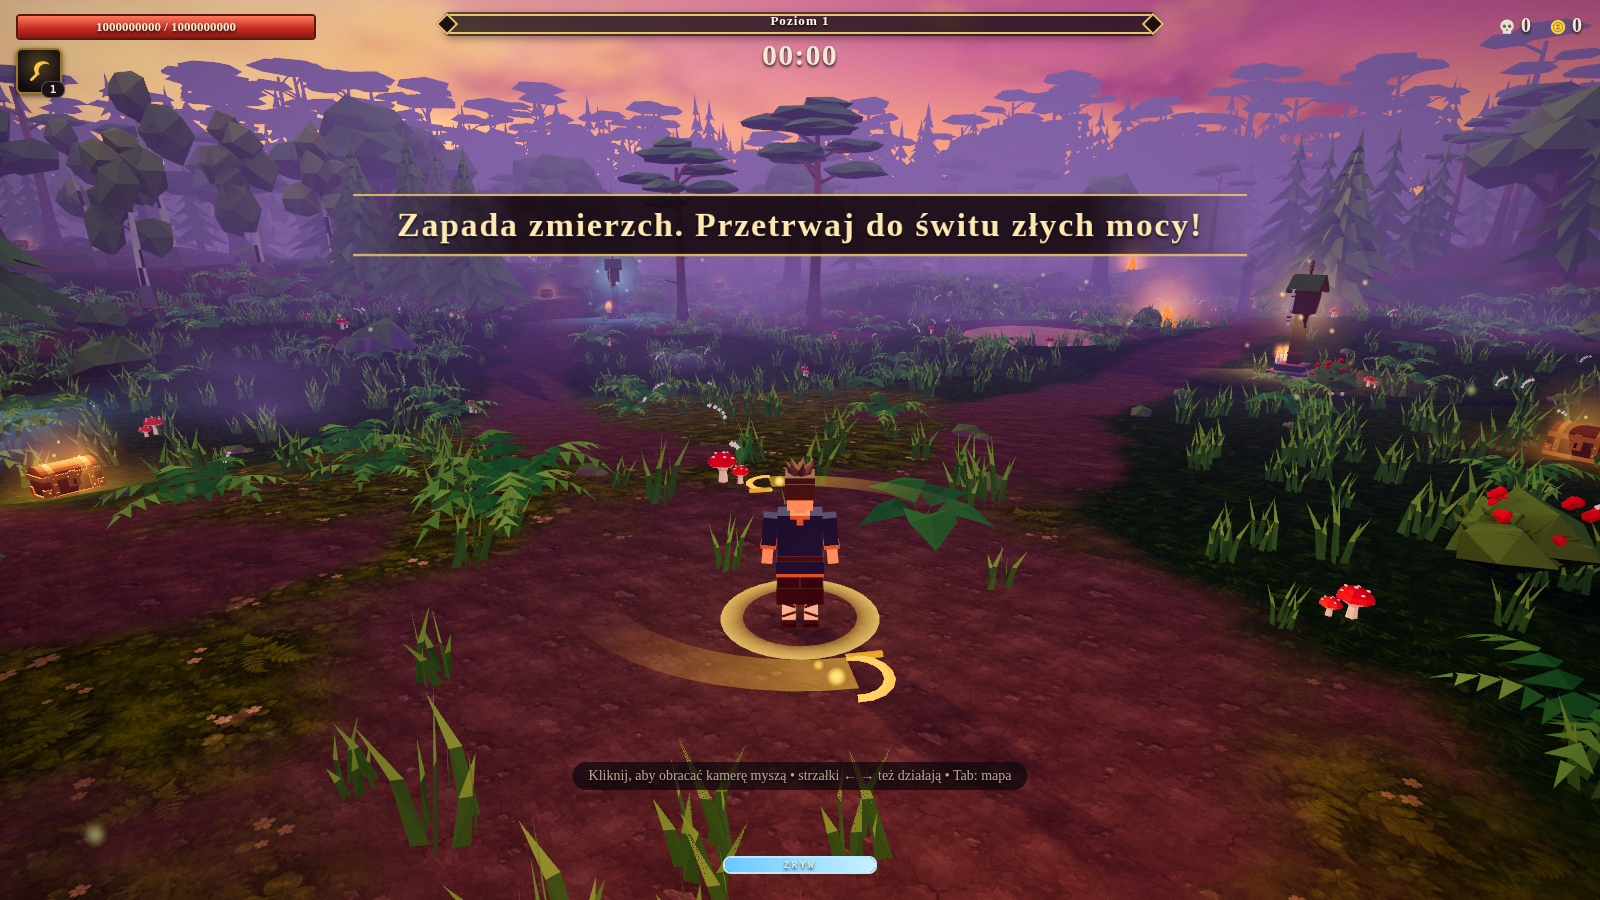 1000000000 / 1000000000
Poziom 1
0
0
00:00
1
Zapada zmierzch. Przetrwaj do świtu złych mocy!
Kliknij, aby obracać kamerę myszą • strzałki ← → też działają • Tab: mapa
ZRYW